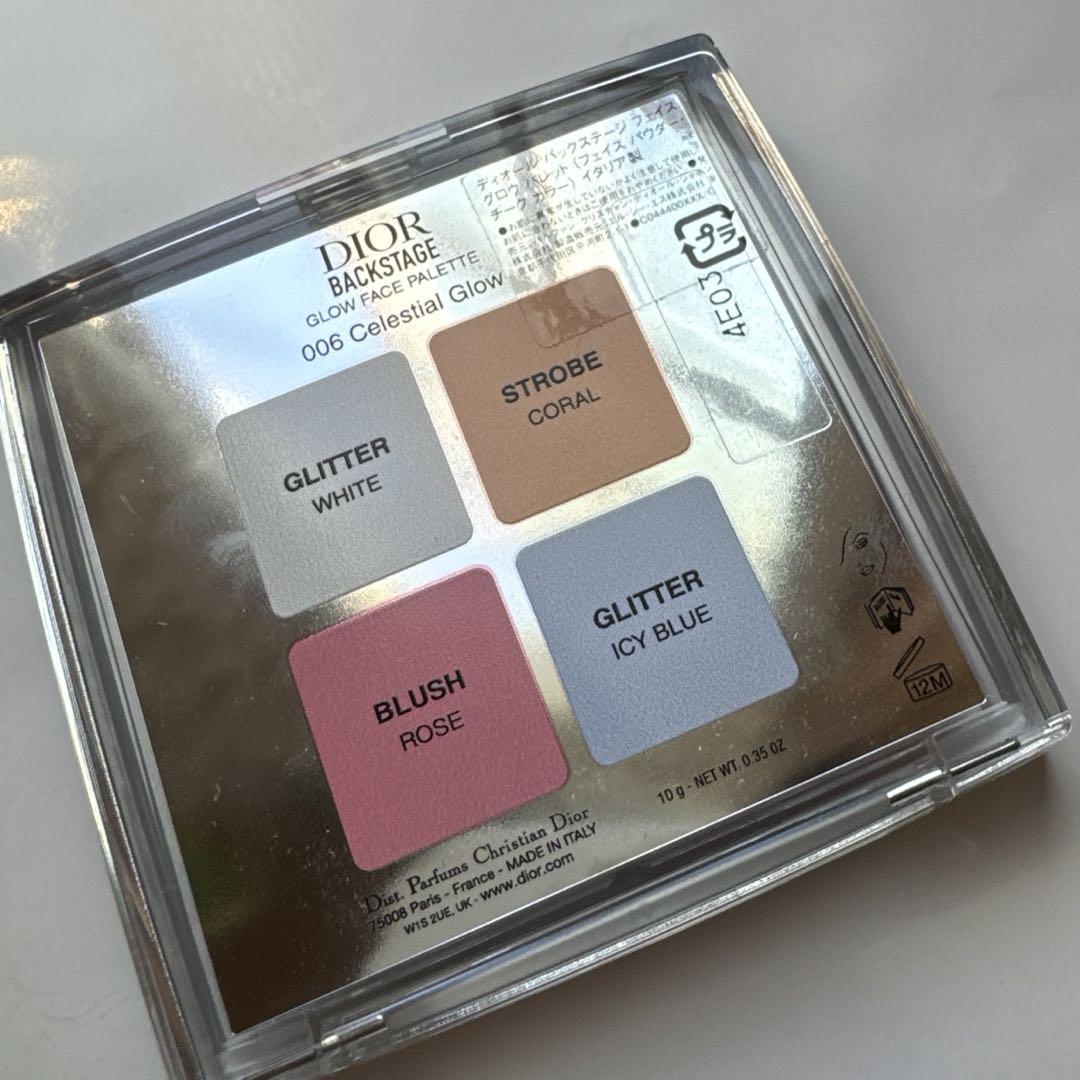 DIOR
BACKSTAGE
GLOW FACE PALETTE
006 Celestial Glow
ディオール バックステージ フェイス
グロウ パレット (フェイス パウダー・
チーク カラー) イタリア製
プラ
4E03
GLITTER
WHITE
STROBE
CORAL
BLUSH
ROSE
GLITTER
ICY BLUE
12M
10 g - NET WT. 0.35 OZ
Dist. Parfums Christian Dior
75008 Paris - France - MADE IN ITALY
W1S 2UE, UK - www.dior.com